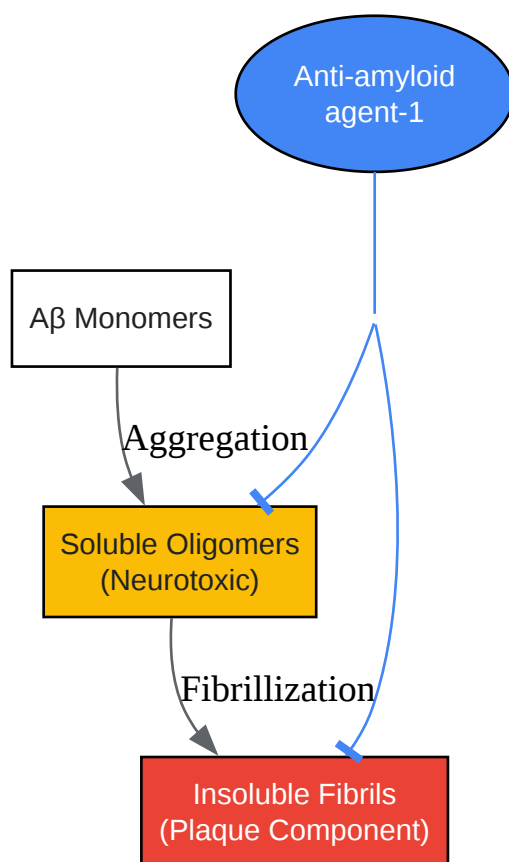 Anti-amyloid
agent-1
Aβ Monomers
Aggregation
Soluble Oligomers
(Neurotoxic)
Fibrillization
Insoluble Fibrils
(Plaque Component)